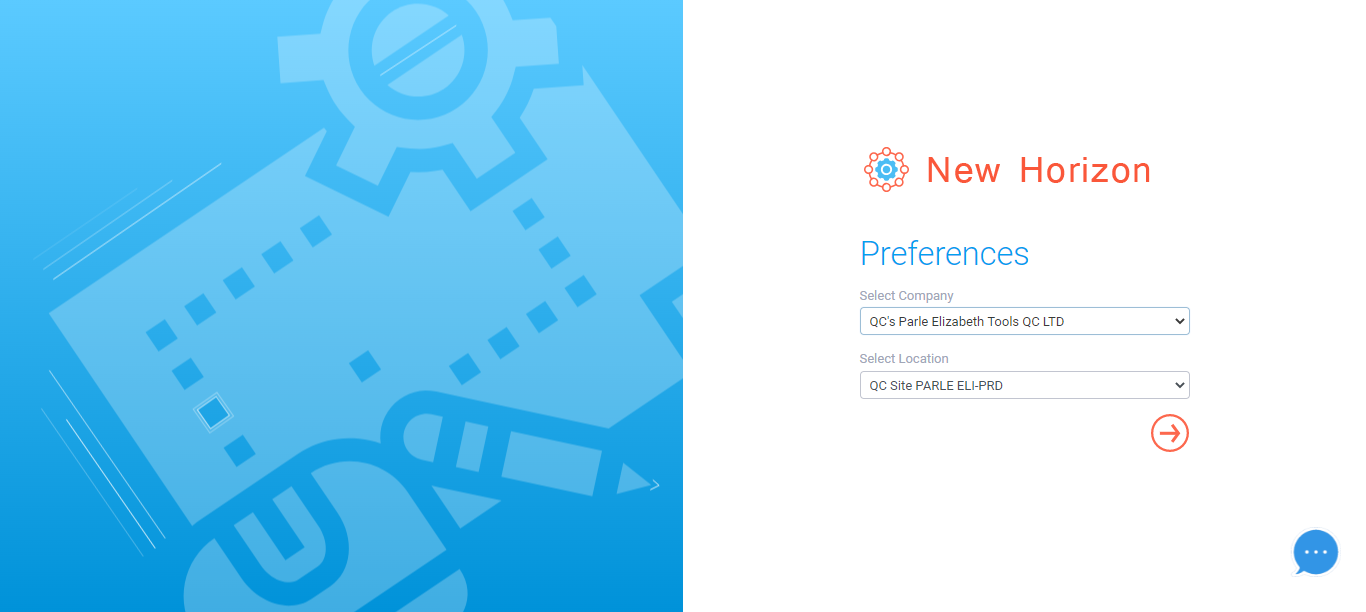 New Horizon
Preferences
Select Company
QC's Parle Elizabeth Tools QC LTD
Select Location
QC Site PARLE ELI-PRD